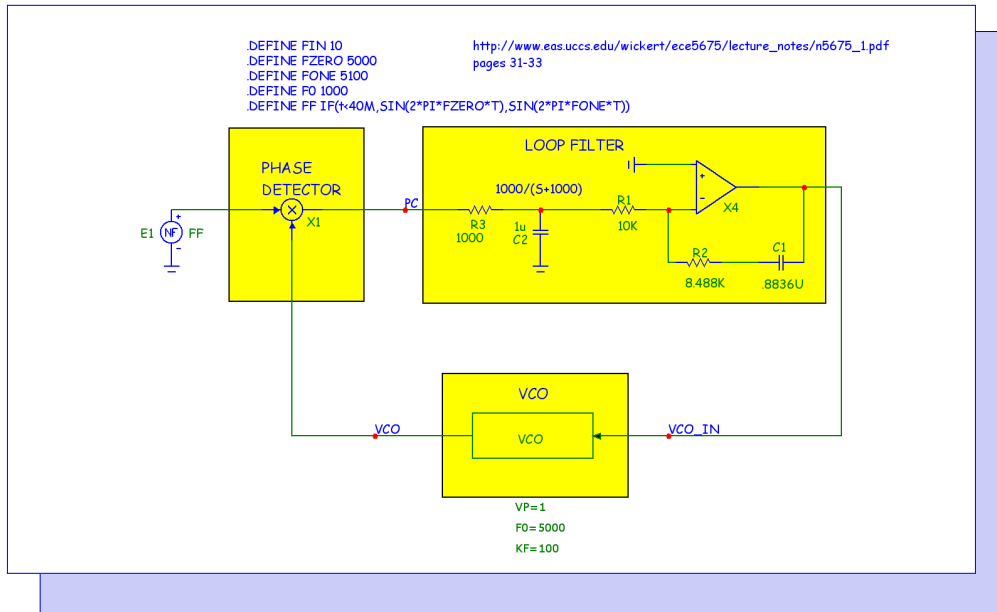 .DEFINE FIN 10
.DEFINE FZERO 5000
.DEFINE FONE 5100
.DEFINE F0 1000
.DEFINE FF IF(t<40M,SIN(2*PI*FZERO*T),SIN(2*PI*FONE*T))
http://www.eas.uccs.edu/wickert/ece5675/lecture_notes/n5675_1.pdf
pages 31-33
PHASE
DETECTOR
X1
E1
NF
FF
+
-
PC
LOOP FILTER
1000/(S+1000)
R3
1000
1u
C2
R1
10K
+
-
X4
R2
8.488K
C1
.8836U
VCO
VCO
VCO
VCO_IN
VP=1
F0=5000
KF=100